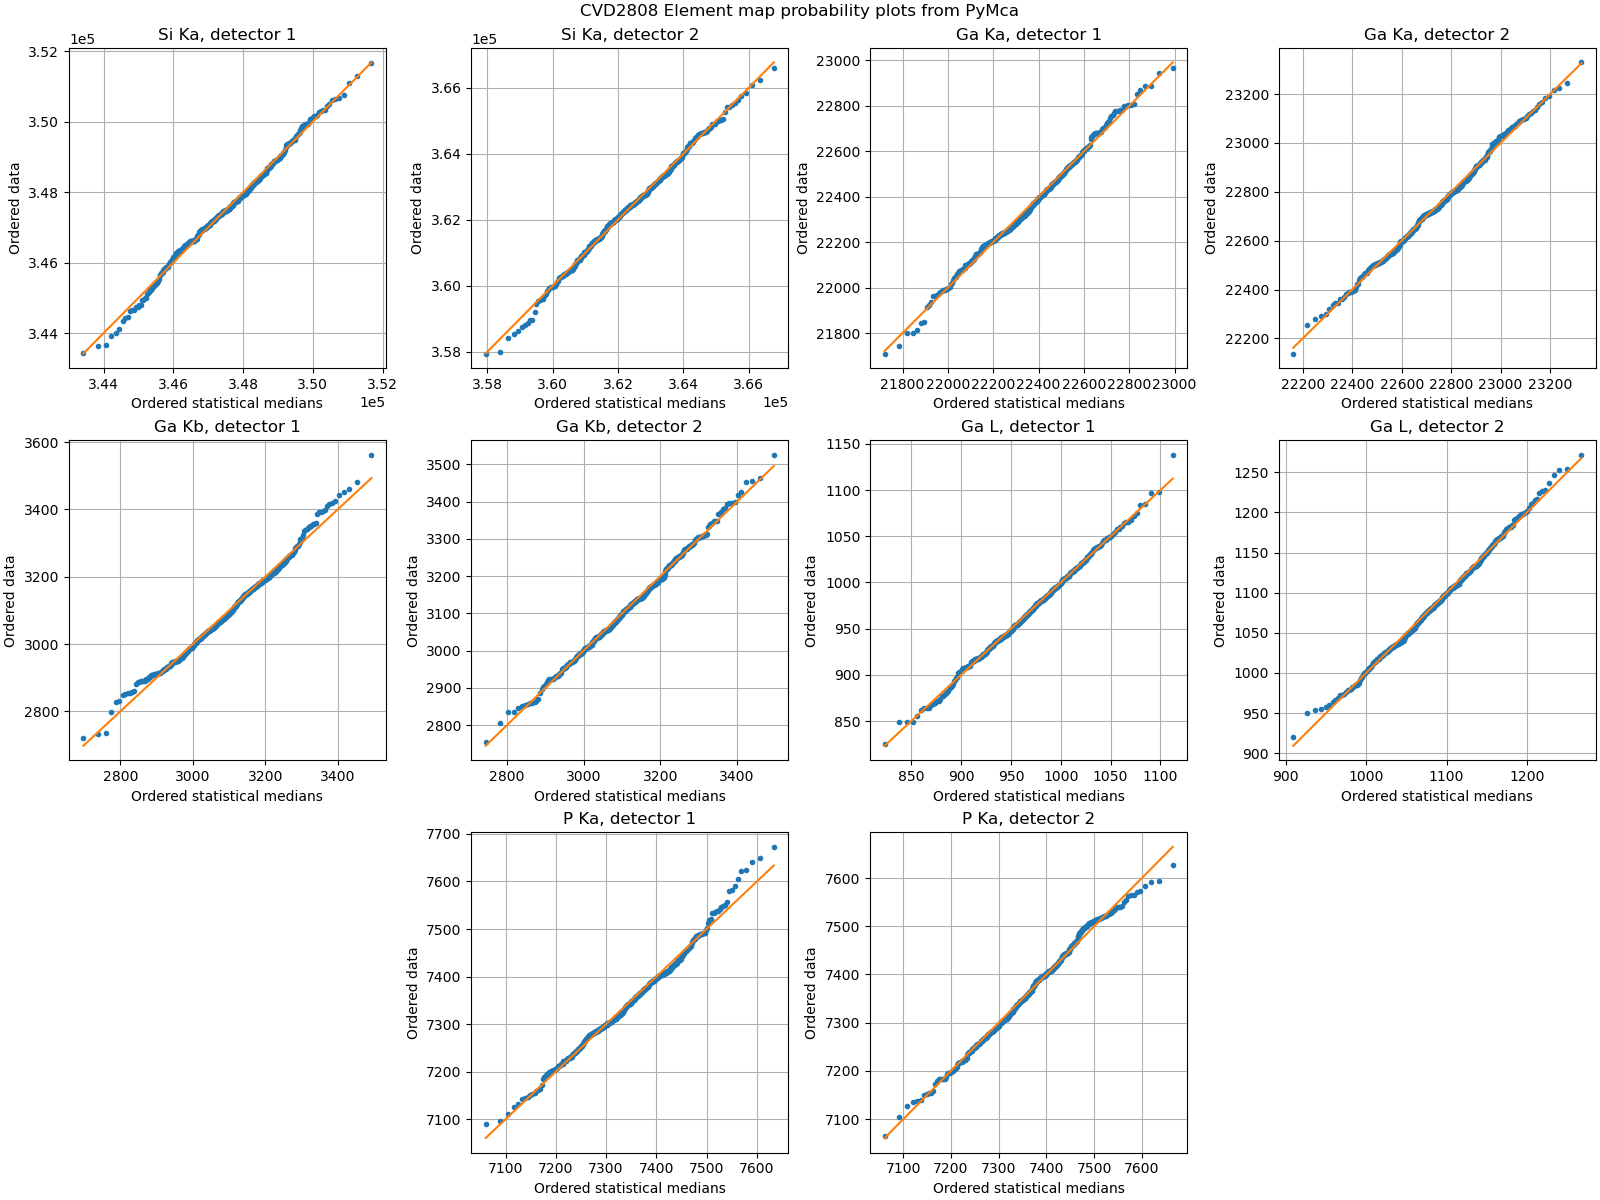 CVD2808 Element map probability plots from PyMca
Si Ka, detector 1
1e5
3.52
3.50
3.48
3.46
3.44
Ordered data
3.44 3.46 3.48 3.50 3.52
1e5
Ordered statistical medians
Si Ka, detector 2
1e5
3.66
3.64
3.62
3.60
3.58
Ordered data
3.58 3.60 3.62 3.64 3.66
1e5
Ordered statistical medians
Ga Ka, detector 1
23000
22800
22600
22400
22200
22000
21800
Ordered data
21800 22000 22200 22400 22600 22800 23000
Ordered statistical medians
Ga Ka, detector 2
23200
23000
22800
22600
22400
22200
Ordered data
22200 22400 22600 22800 23000 23200
Ordered statistical medians
Ga Kb, detector 1
3600
3400
3200
3000
2800
Ordered data
2800 3000 3200 3400
Ordered statistical medians
Ga Kb, detector 2
3500
3400
3300
3200
3100
3000
2900
2800
Ordered data
2800 3000 3200 3400
Ordered statistical medians
Ga L, detector 1
1150
1100
1050
1000
950
900
850
Ordered data
850 900 950 1000 1050 1100
Ordered statistical medians
Ga L, detector 2
1250
1200
1150
1100
1050
1000
950
900
Ordered data
900 1000 1100 1200
Ordered statistical medians
P Ka, detector 1
7700
7600
7500
7400
7300
7200
7100
Ordered data
7100 7200 7300 7400 7500 7600
Ordered statistical medians
P Ka, detector 2
7600
7500
7400
7300
7200
7100
Ordered data
7100 7200 7300 7400 7500 7600
Ordered statistical medians